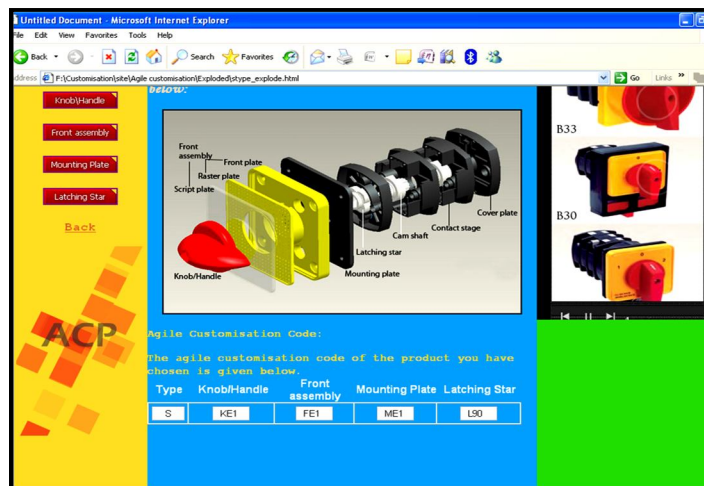 Untitled Document - Microsoft Internet Explorer
File Edit View Favorites Tools Help
Back Search Favorites
Address F:\Customisation\site\Agile customisation\Exploded\stype_explode.html Go Links »
Knob\Handle
Front assembly
Mounting Plate
Latching Star
Back
ACP
below:
Front assembly
Front plate
Raster plate
Script plate
Cover plate
Contact stage
Cam shaft
Latching star
Mounting plate
Knob/Handle
B33
B30
Agile Customisation Code:
The agile customisation code of the product you have
chosen is given below.
Type Knob/Handle Front assembly Mounting Plate Latching Star
S KE1 FE1 ME1 L90